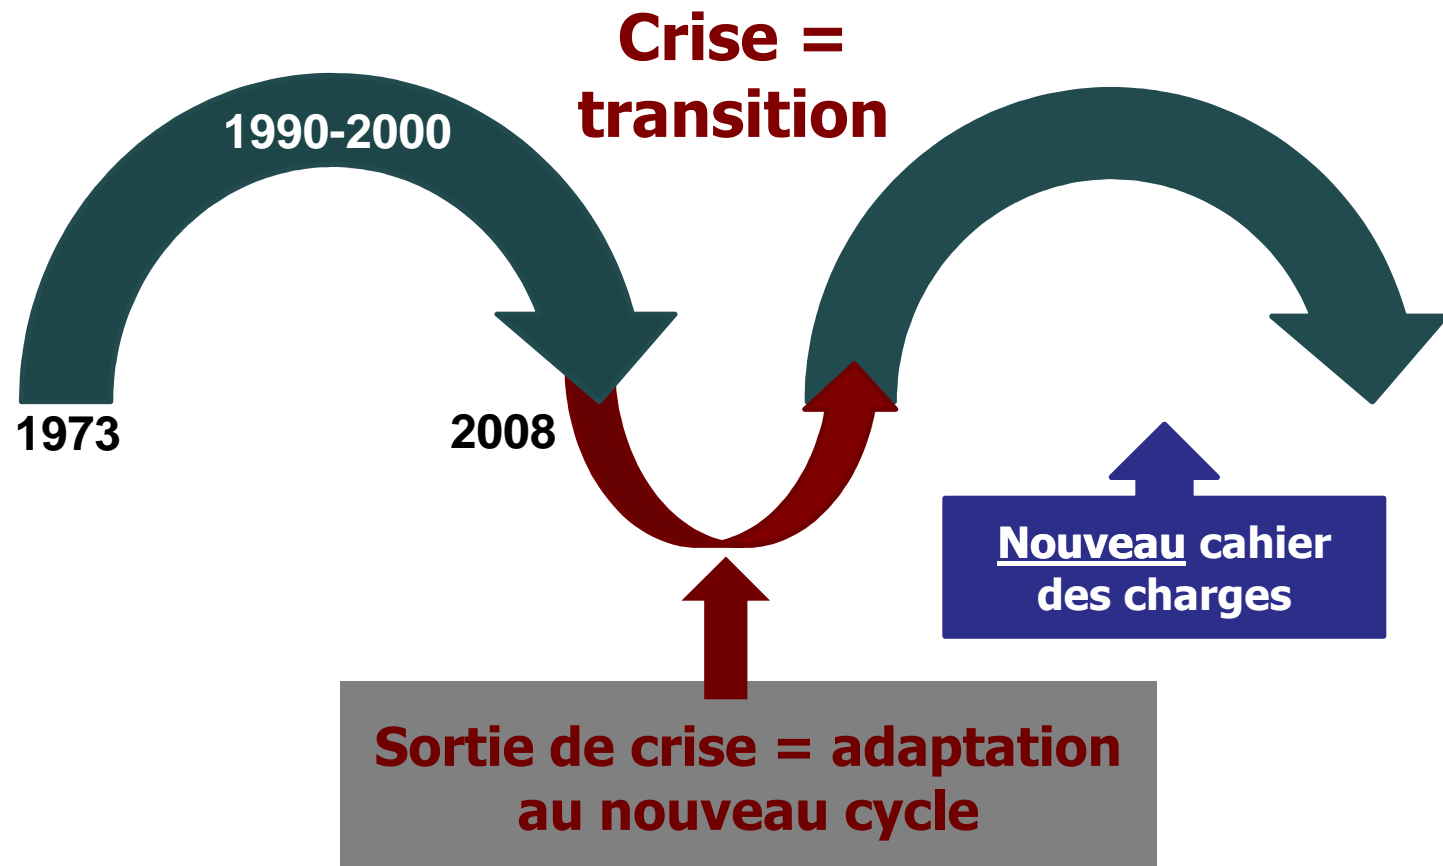 Crise =
transition
1990-2000
1973
2008
Nouveau cahier
des charges
Sortie de crise = adaptation
au nouveau cycle